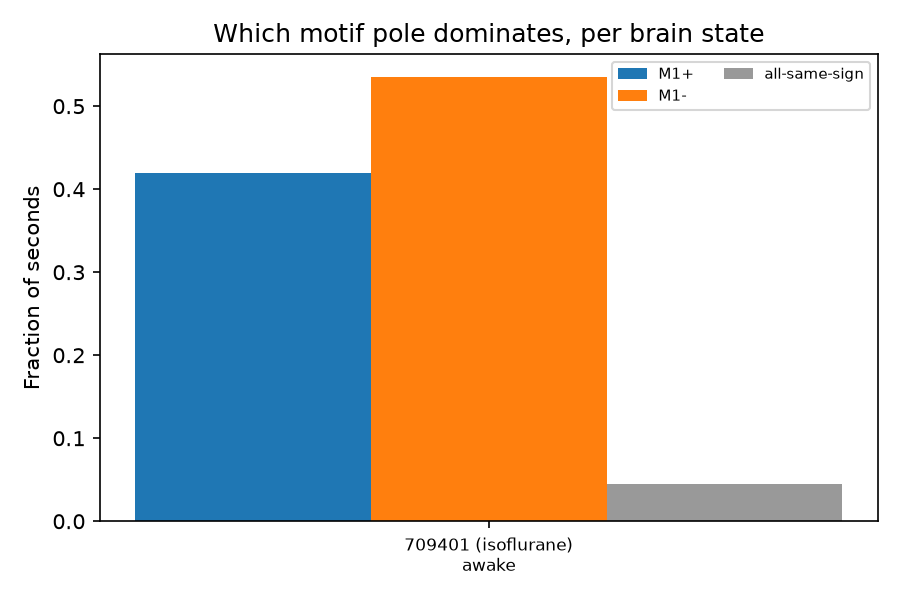 Which motif pole dominates, per brain state
M1+
M1-
all-same-sign
Fraction of seconds
0.5
0.4
0.3
0.2
0.1
0.0
709401 (isoflurane)
awake